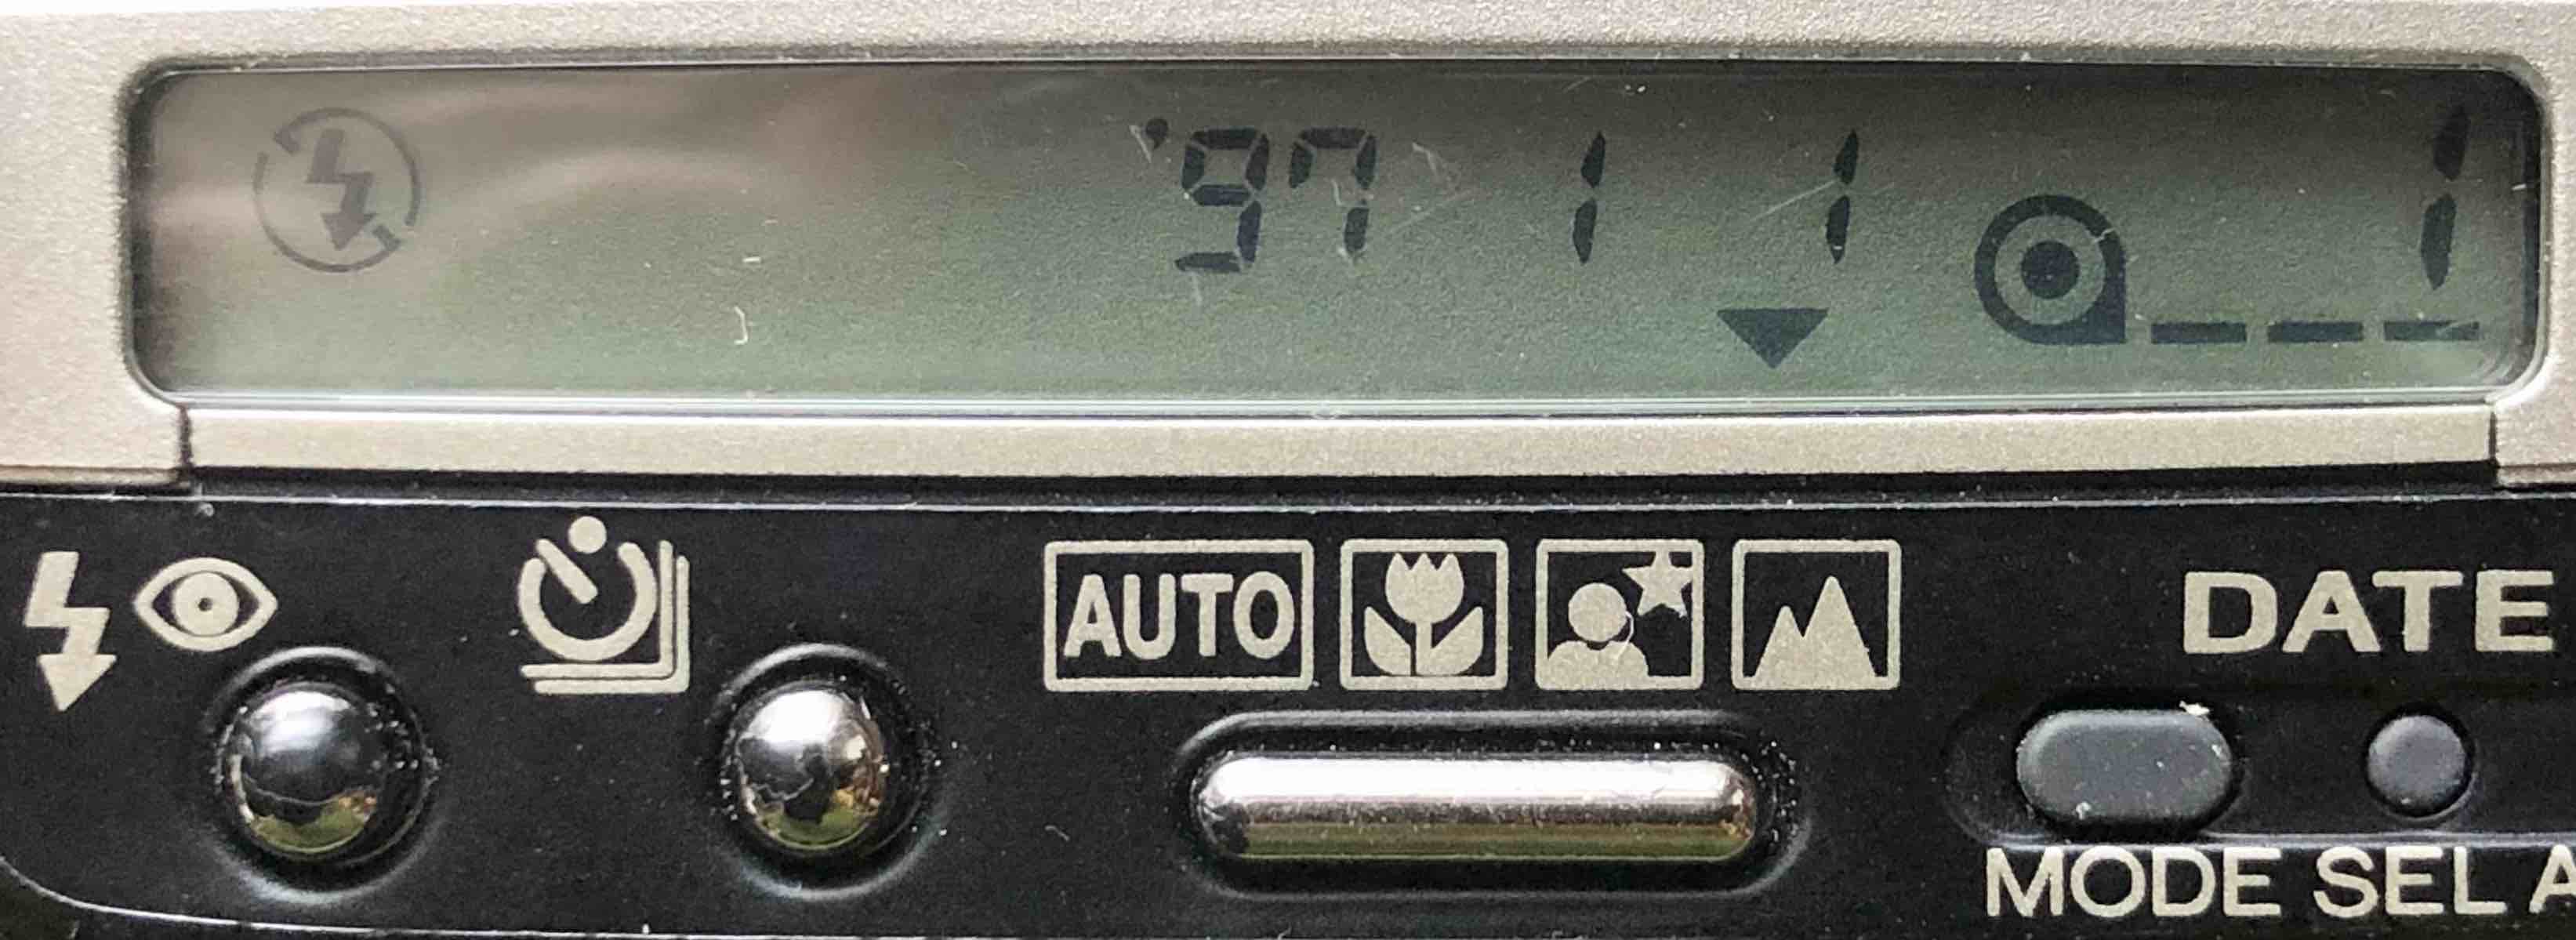 '97 1 1 1
AUTO
DATE
MODE SEL A